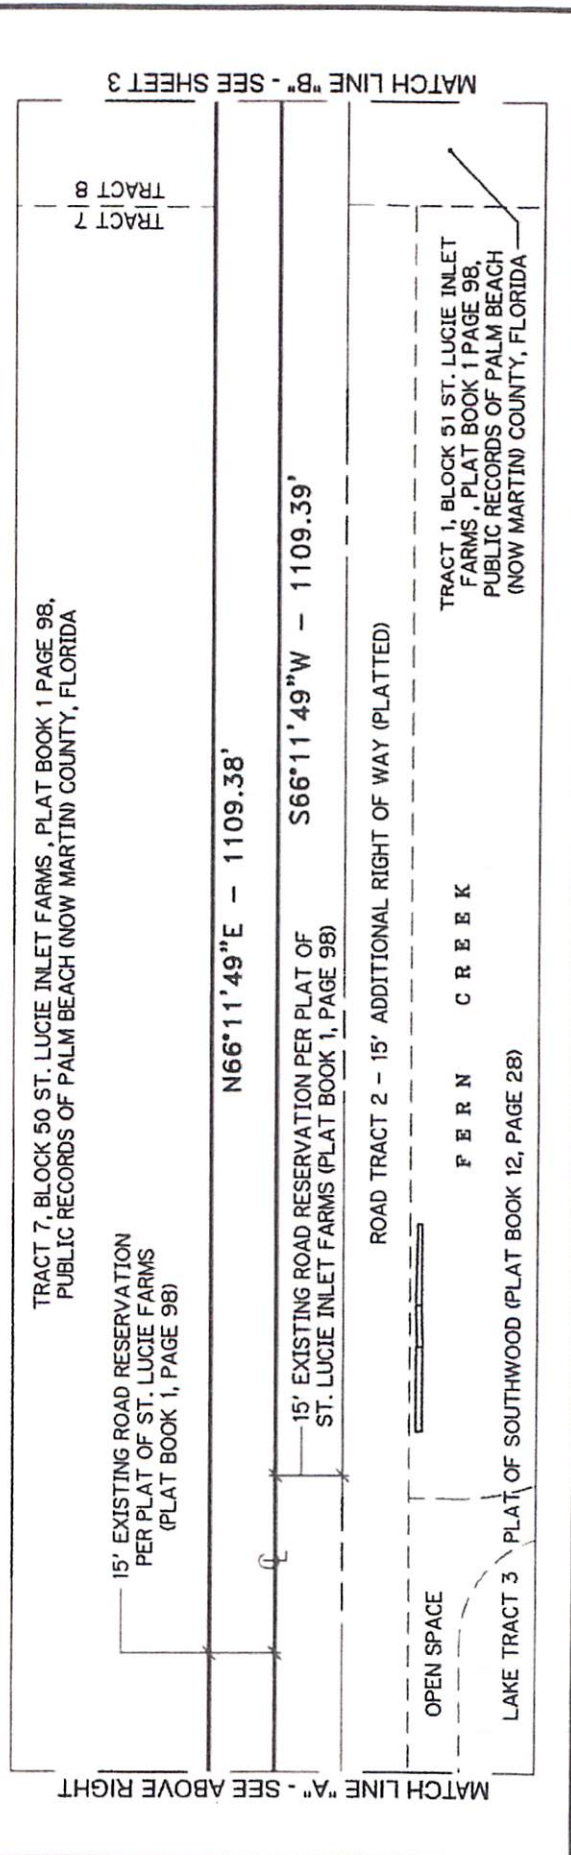 MATCH LINE "B" - SEE SHEET 3
TRACT 8
TRACT 7
TRACT 7, BLOCK 50 ST. LUCIE INLET FARMS , PLAT BOOK 1 PAGE 98,
PUBLIC RECORDS OF PALM BEACH (NOW MARTIN) COUNTY, FLORIDA
15' EXISTING ROAD RESERVATION
PER PLAT OF ST. LUCIE FARMS
(PLAT BOOK 1, PAGE 98)
N66°11'49"E - 1109.38'
S66°11'49"W - 1109.39'
15' EXISTING ROAD RESERVATION PER PLAT OF
ST. LUCIE INLET FARMS (PLAT BOOK 1, PAGE 98)
ROAD TRACT 2 - 15' ADDITIONAL RIGHT OF WAY (PLATTED)
TRACT 1, BLOCK 51 ST. LUCIE INLET
FARMS , PLAT BOOK 1 PAGE 98,
PUBLIC RECORDS OF PALM BEACH
(NOW MARTIN) COUNTY, FLORIDA
FERN CREEK
OPEN SPACE
LAKE TRACT 3 PLAT OF SOUTHWOOD (PLAT BOOK 12, PAGE 28)
MATCH LINE "A" - SEE ABOVE RIGHT